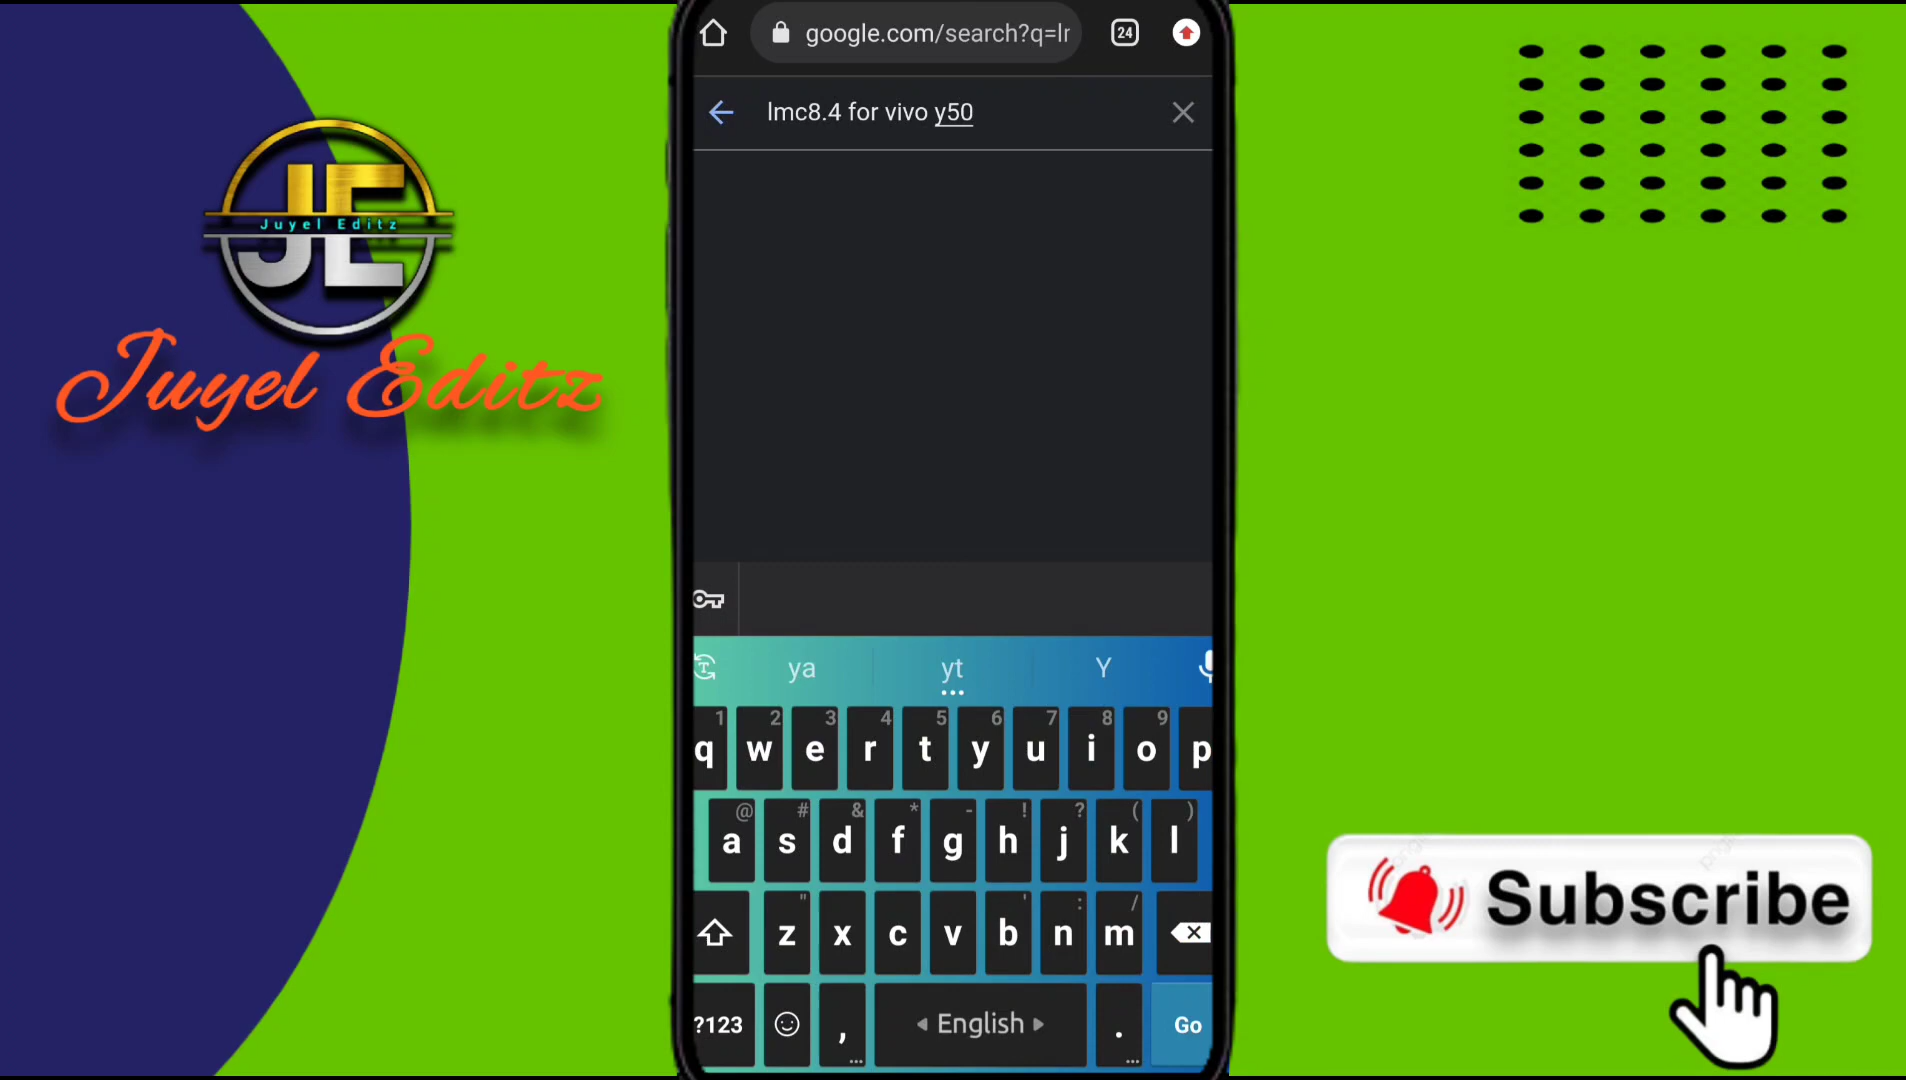 google.com/search?q=lr
24
lmc8.4 for vivo y50
JE
Juyel Editz
Juyel Editz
ya yt Y
1 2 3 4 5 6 7 8 9
q w e r t y u i o p
@ # & * - ! ? ( )
a s d f g h j k l
" ' : /
z x c v b n m
?123 , English . Go
Subscribe